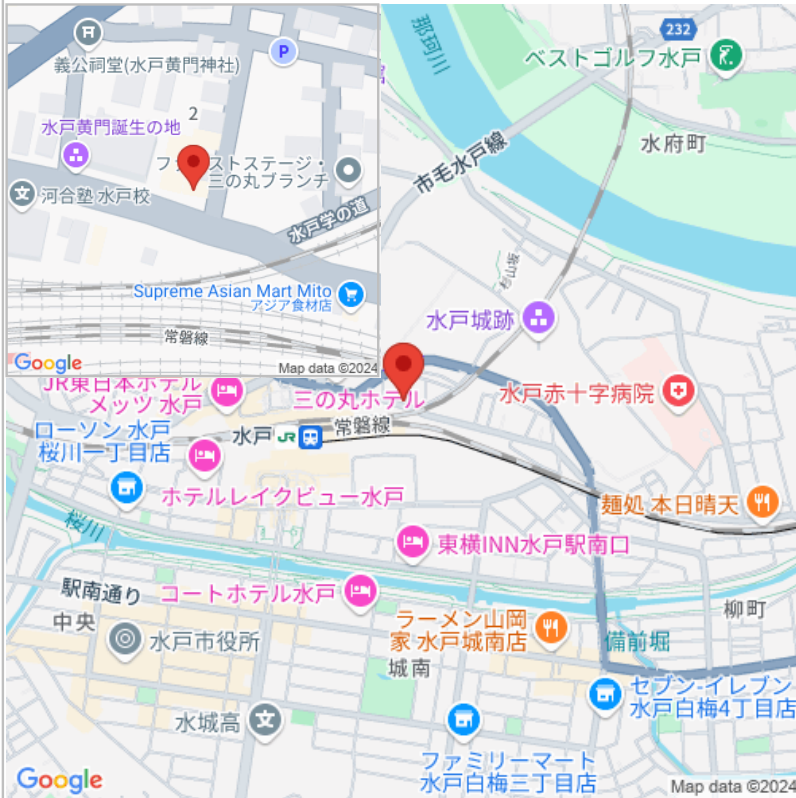 義公祠堂(水戸黄門神社)
P
2
水戸黄門誕生の地
ファーストステージ・
三の丸ブランチ
河合塾 水戸校
水戸学の道
Supreme Asian Mart Mito
アジア食材店
常磐線
Google
Map data ©2024
那珂川
232
ベストゴルフ水戸
水府町
市毛水戸線
杉山坂
水戸城跡
JR東日本ホテル
メッツ 水戸
三の丸ホテル
水戸赤十字病院
ローソン 水戸
桜川一丁目店
水戸
JR
常磐線
ホテルレイクビュー水戸
麺処 本日晴天
桜川
東横INN水戸駅南口
駅南通り
コートホテル水戸
中央
水戸市役所
ラーメン山岡
家 水戸城南店
柳町
備前堀
城南
セブン-イレブン
水戸白梅4丁目店
水城高
ファミリーマート
水戸白梅三丁目店
Google
Map data ©2024